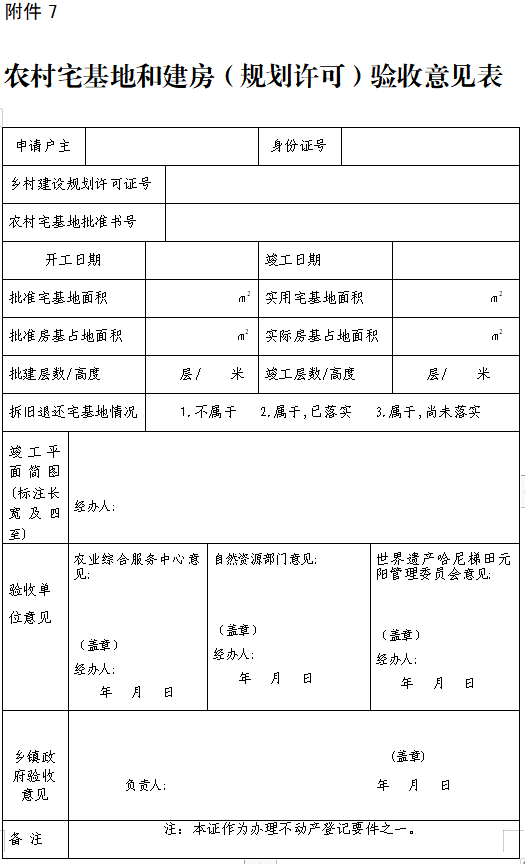 附件 7
农村宅基地和建房（规划许可）验收意见表
申请户主 身份证号
乡村建设规划许可证号
农村宅基地批准书号
开工日期 竣工日期
批准宅基地面积 m² 实用宅基地面积 m²
批准房基占地面积 m² 实际房基占地面积 m²
批建层数/高度 层/ 米 竣工层数/高度 层/ 米
拆旧退还宅基地情况 1.不属于 2.属于,已落实 3.属于,尚未落实
竣工平
面简图
(标注长
宽及四
至)
经办人:
验收单
位意见
农业综合服务中心意
见:
（盖章）
经办人:
年 月 日
自然资源部门意见:
（盖章）
经办人:
年 月 日
世界遗产哈尼梯田元
阳管理委员会意见:
（盖章）
经办人:
年 月 日
乡镇政
府验收
意见
(盖章)
负责人: 年 月 日
备 注
注: 本证作为办理不动产登记要件之一。